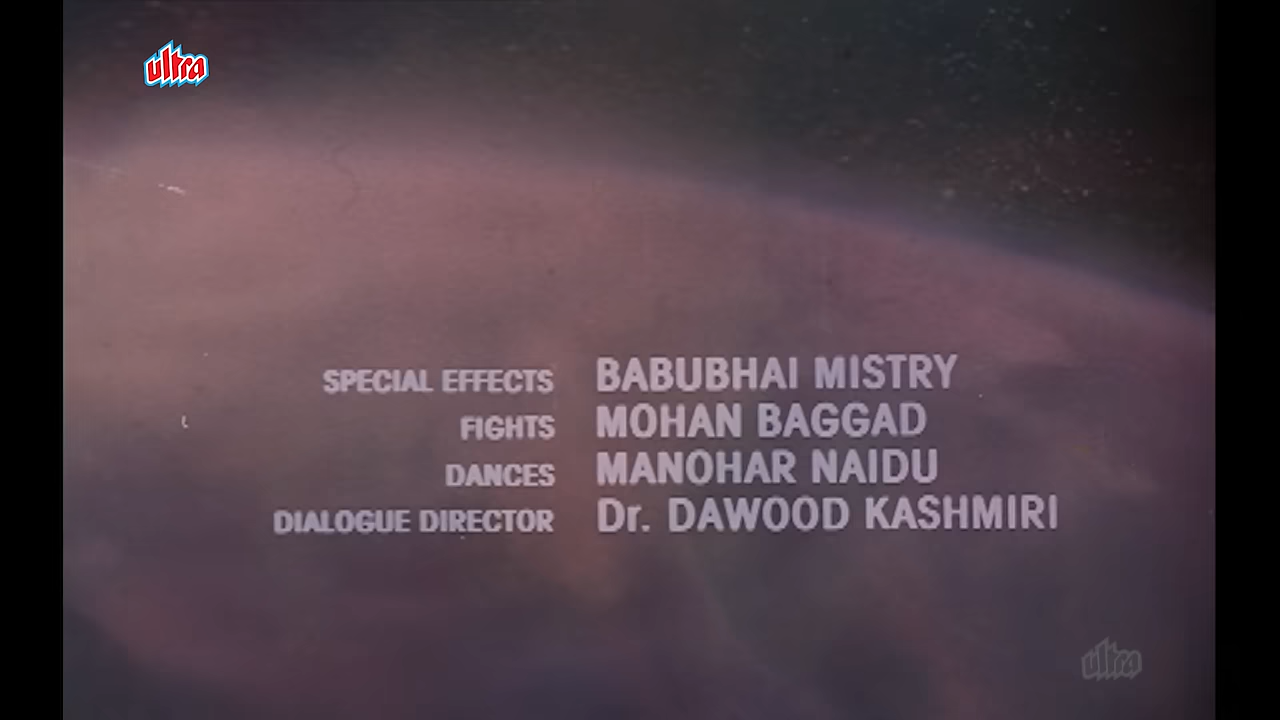 ultra
SPECIAL EFFECTS BABUBHAI MISTRY
FIGHTS MOHAN BAGGAD
DANCES MANOHAR NAIDU
DIALOGUE DIRECTOR Dr. DAWOOD KASHMIRI
ultra